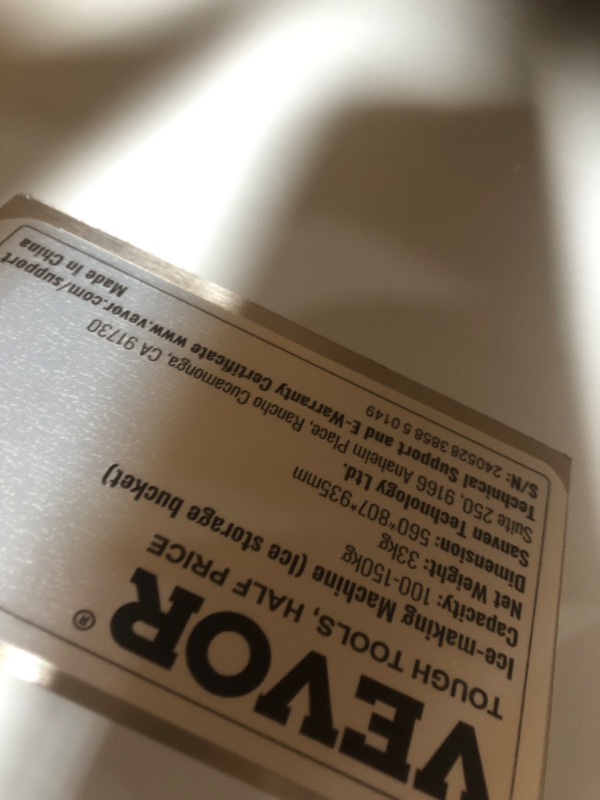 VEVOR®
TOUGH TOOLS, HALF PRICE
Ice-making Machine (Ice storage bucket)
Capacity: 100-150kg
Net Weight: 33kg
Dimension: 560*807*935mm
Sanven Technology Ltd.
Suite 250, 9166 Anaheim Place, Rancho Cucamonga, CA 91730
Technical Support and E-Warranty Certificate www.vevor.com/support
S/N: 240528 3858 5 0149
Made In China